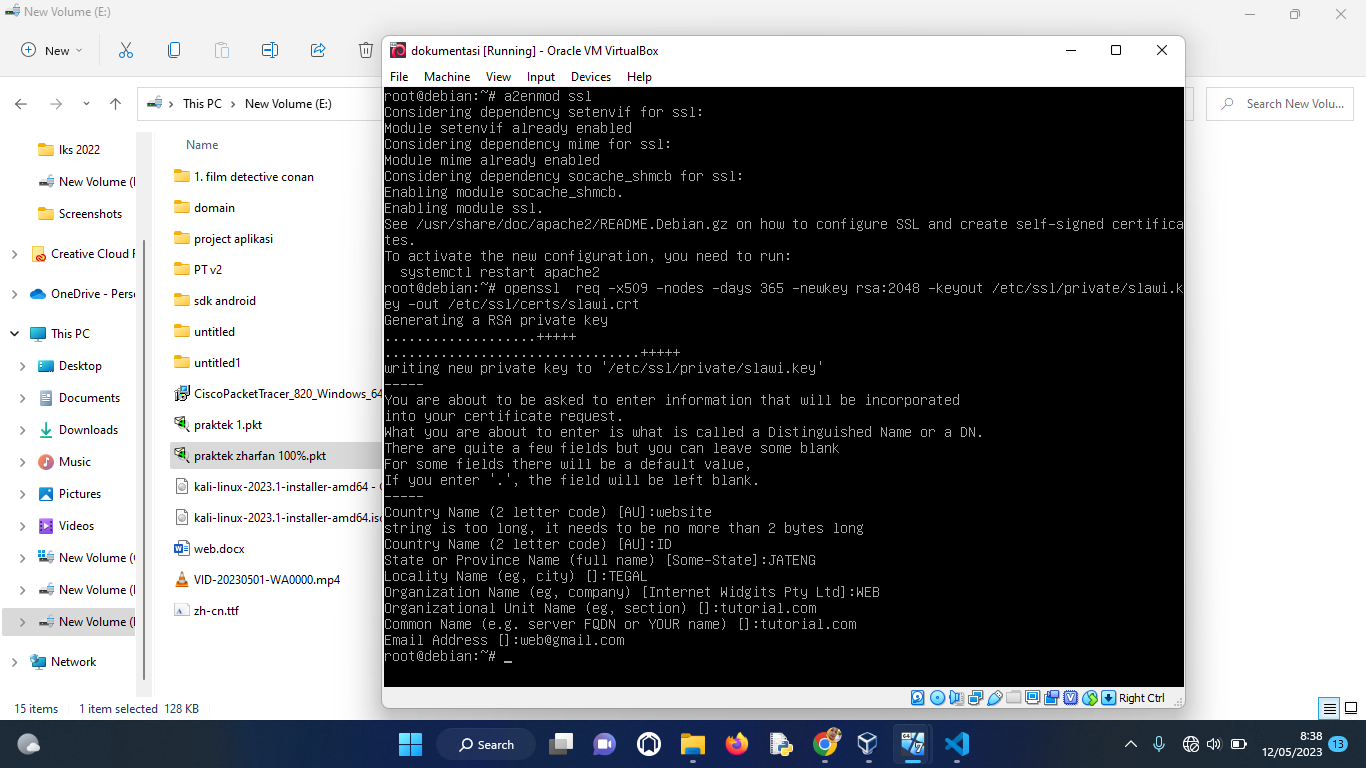 New Volume (E:)
New
This PC
New Volume (E:)
Search New Volu...
Iks 2022
New Volume (
Screenshots
Creative Cloud F
OneDrive - Perso
This PC
Desktop
Documents
Downloads
Music
Pictures
Videos
New Volume (
New Volume (
New Volume (
Network
Name
1. film detective conan
domain
project aplikasi
PT v2
sdk android
untitled
untitled1
CiscoPacketTracer_820_Windows_64
praktek 1.pkt
praktek zharfan 100%.pkt
kali-linux-2023.1-installer-amd64 -
kali-linux-2023.1-installer-amd64.iso
web.docx
VID-20230501-WA0000.mp4
zh-cn.ttf
15 items
1 item selected 128 KB
dokumentasi [Running] - Oracle VM VirtualBox
File Machine View Input Devices Help
root@debian:~# a2enmod ssl
Considering dependency setenvif for ssl:
Module setenvif already enabled
Considering dependency mime for ssl:
Module mime already enabled
Considering dependency socache_shmcb for ssl:
Enabling module socache_shmcb.
Enabling module ssl.
See /usr/share/doc/apache2/README.Debian.gz on how to configure SSL and create self-signed certifica
tes.
To activate the new configuration, you need to run:
systemctl restart apache2
root@debian:~# openssl req -x509 -nodes -days 365 -newkey rsa:2048 -keyout /etc/ssl/private/slawi.k
ey -out /etc/ssl/certs/slawi.crt
Generating a RSA private key
...................+++++
................................+++++
writing new private key to '/etc/ssl/private/slawi.key'
-----
You are about to be asked to enter information that will be incorporated
into your certificate request.
What you are about to enter is what is called a Distinguished Name or a DN.
There are quite a few fields but you can leave some blank
For some fields there will be a default value,
If you enter '.', the field will be left blank.
-----
Country Name (2 letter code) [AU]:website
string is too long, it needs to be no more than 2 bytes long
Country Name (2 letter code) [AU]:ID
State or Province Name (full name) [Some-State]:JATENG
Locality Name (eg, city) []:TEGAL
Organization Name (eg, company) [Internet Widgits Pty Ltd]:WEB
Organizational Unit Name (eg, section) []:tutorial.com
Common Name (e.g. server FQDN or YOUR name) []:tutorial.com
Email Address []:web@gmail.com
root@debian:~# _
Right Ctrl
Search
8:38
12/05/2023
13